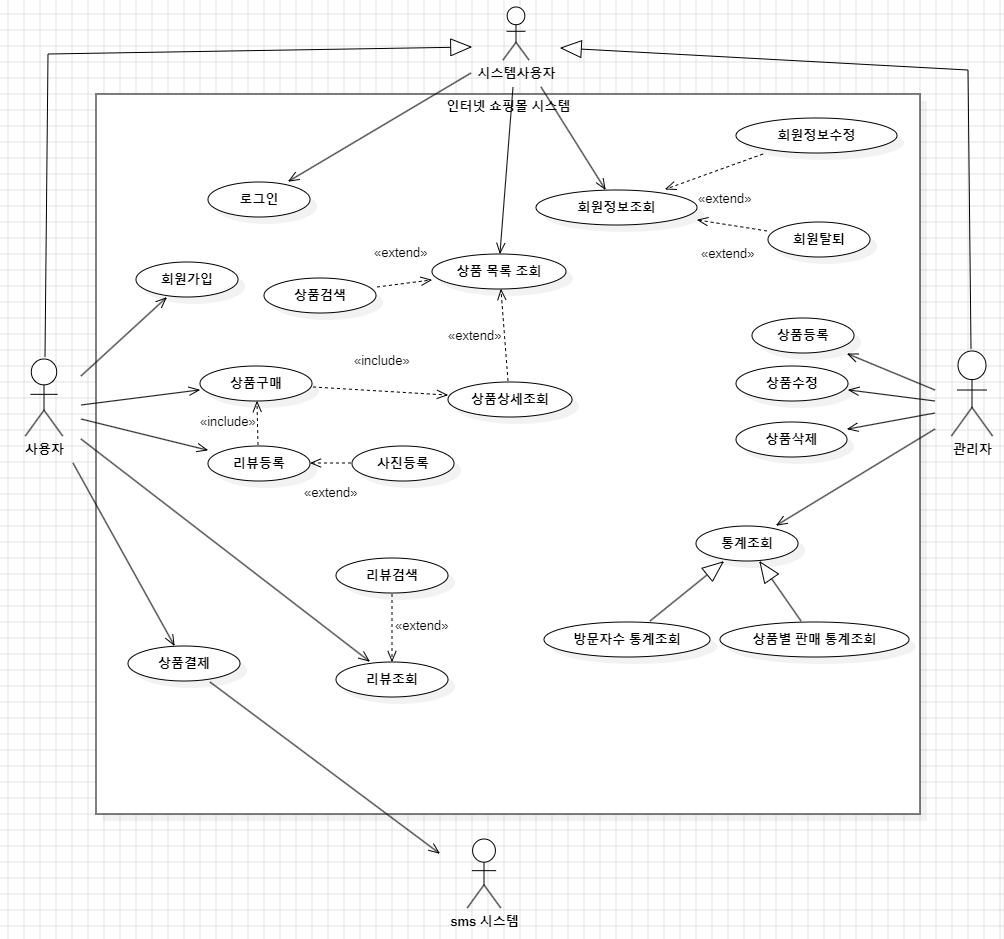 시스템사용자
인터넷 쇼핑몰 시스템
회원정보수정
로그인
회원정보조회
«extend»
회원탈퇴
«extend»
«extend»
상품 목록 조회
회원가입
상품검색
«extend»
상품등록
«include»
상품구매
상품상세조회
상품수정
«include»
상품삭제
사용자
관리자
리뷰등록
사진등록
«extend»
통계조회
리뷰검색
«extend»
방문자수 통계조회
상품별 판매 통계조회
상품결제
리뷰조회
sms 시스템